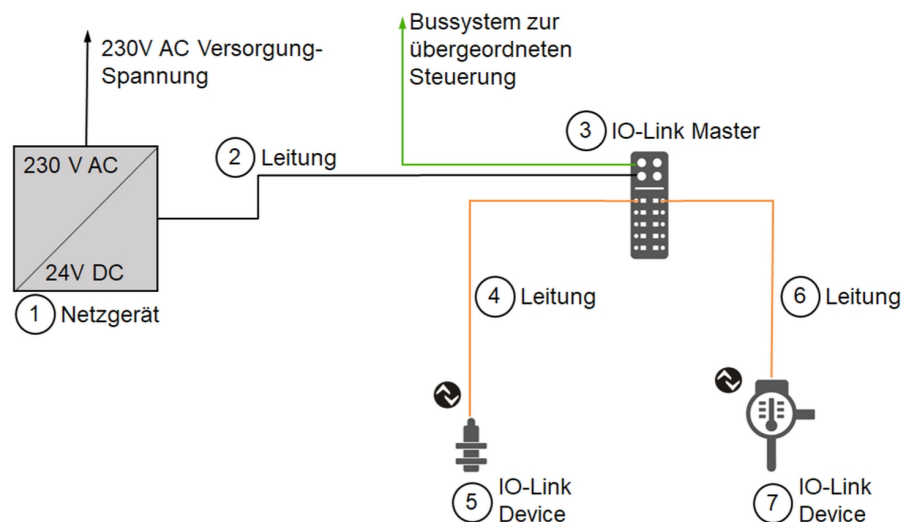 230V AC Versorgung-
Spannung
Bussystem zur
übergeordneten
Steuerung
3 IO-Link Master
2 Leitung
230 V AC
24V DC
1 Netzgerät
4 Leitung
6 Leitung
5 IO-Link
Device
7 IO-Link
Device